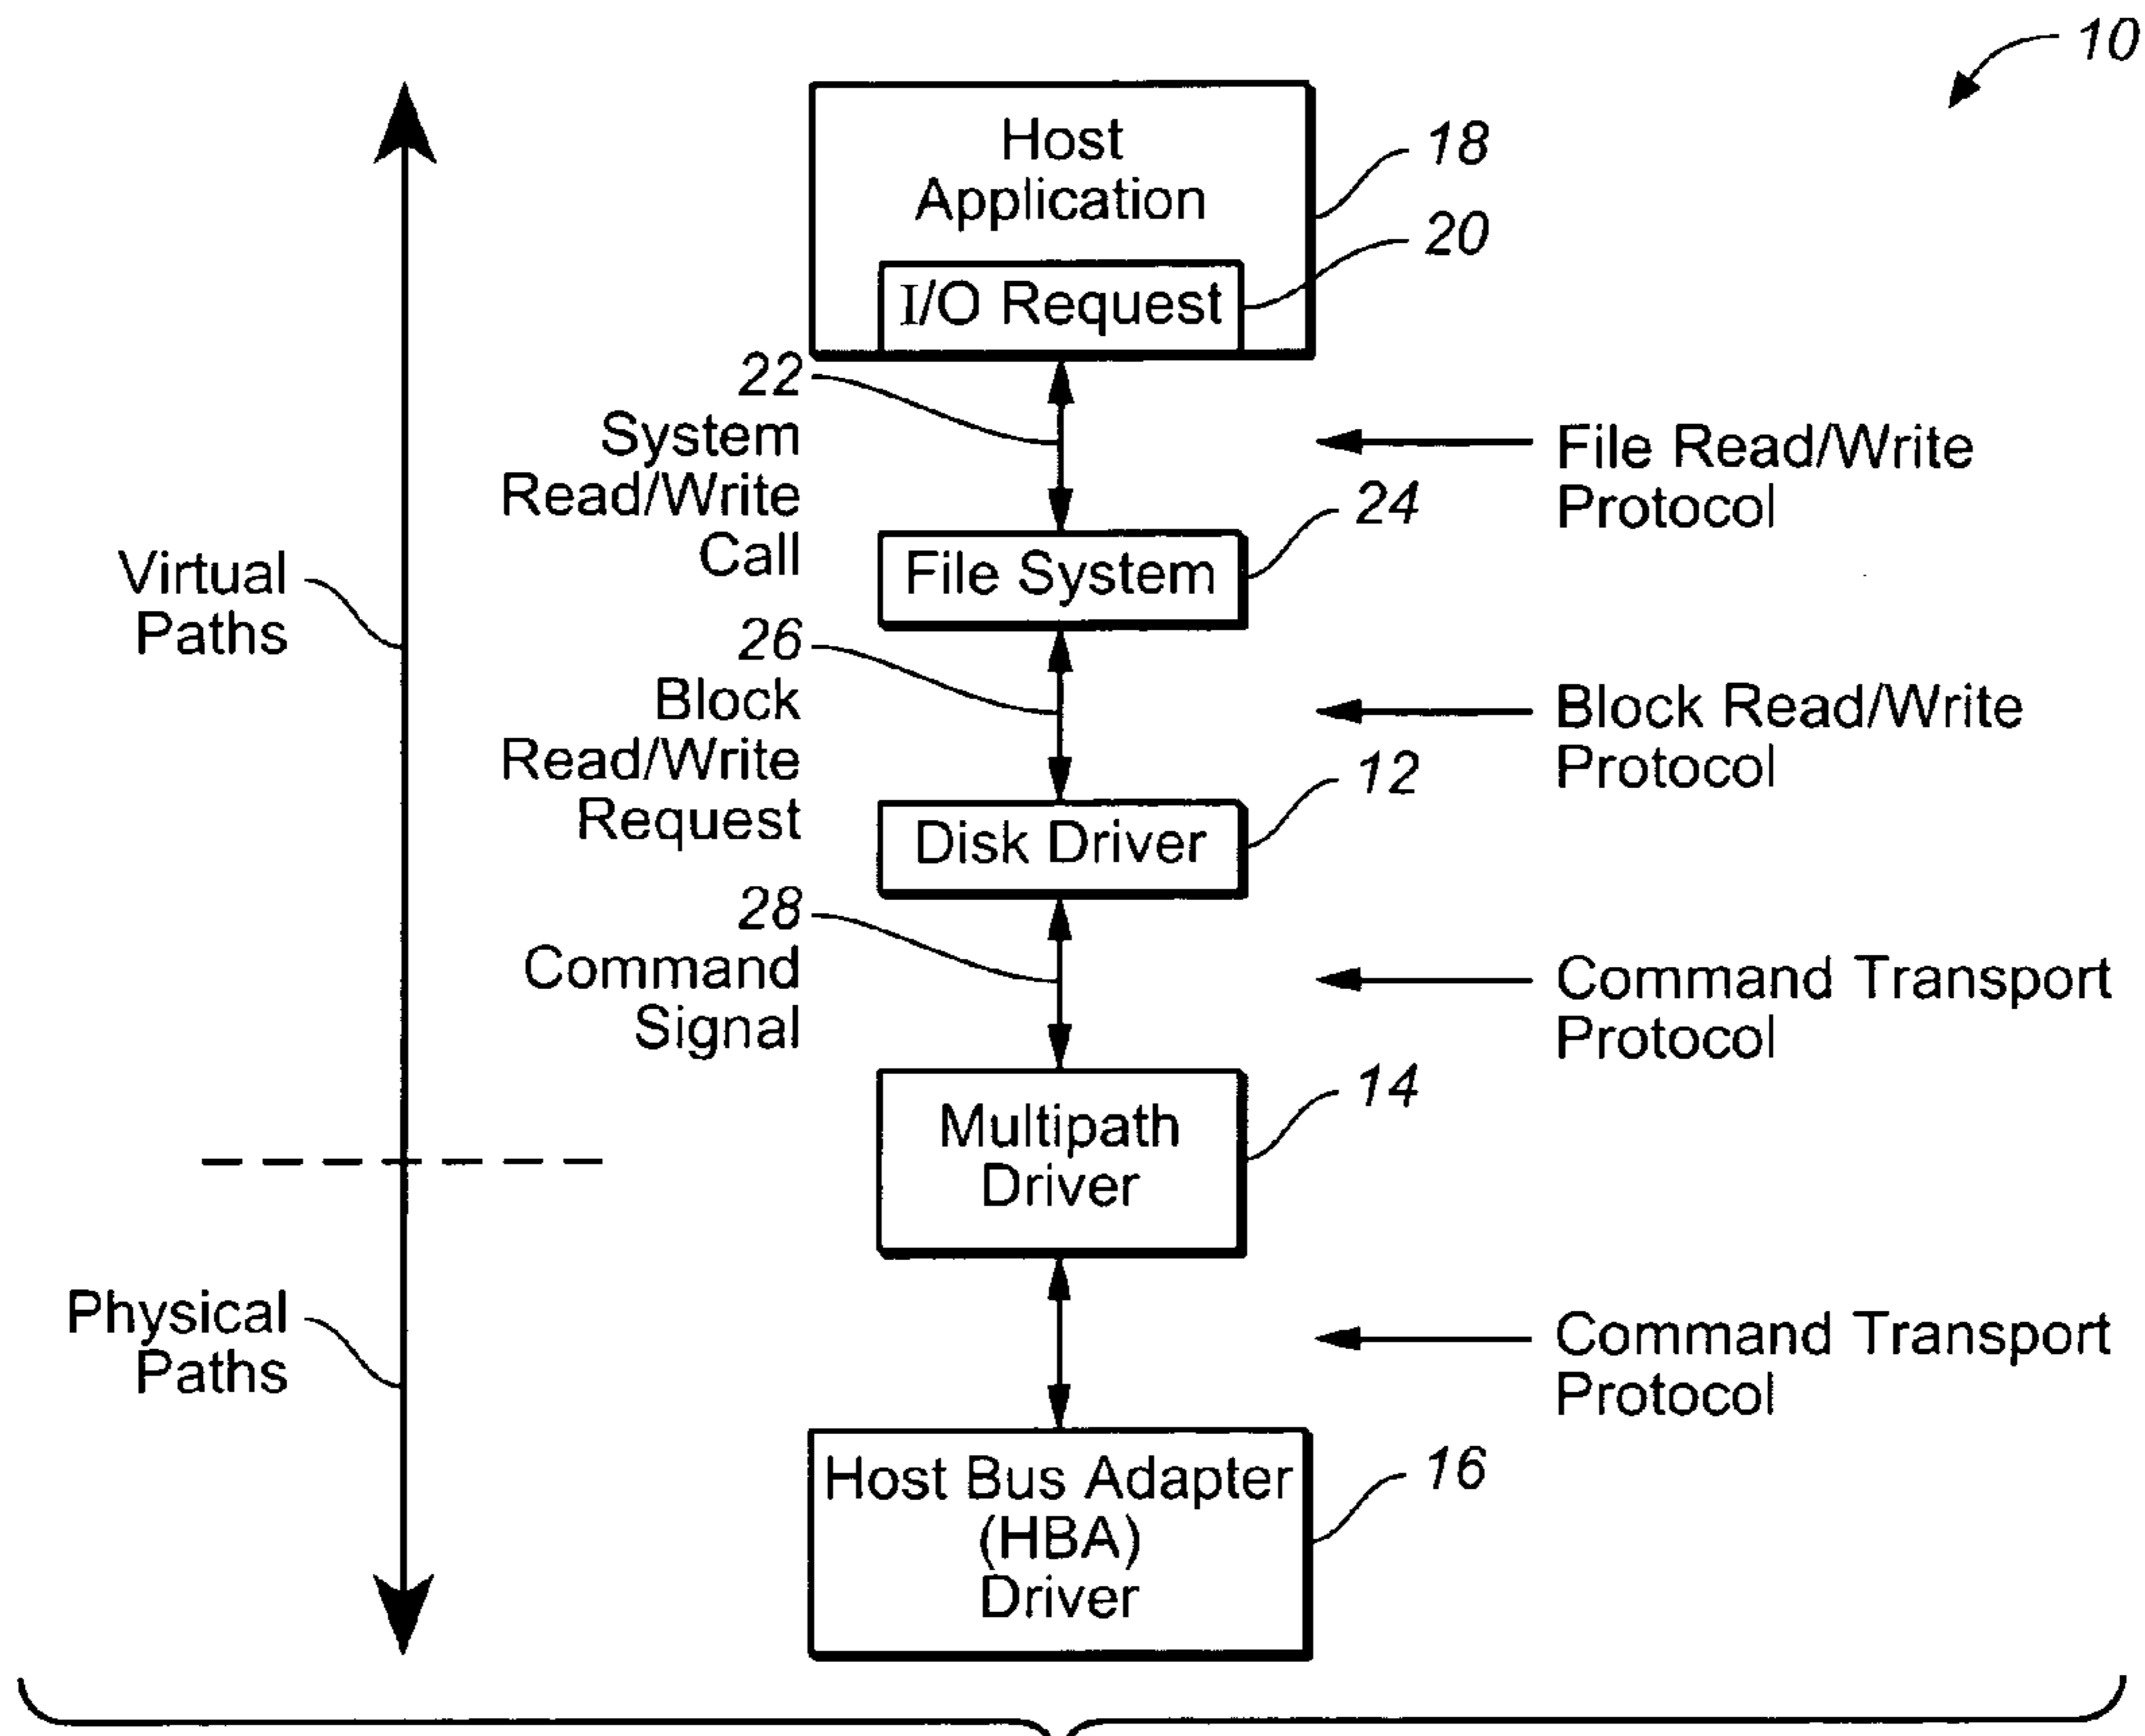 10
Host
Application
18
20
I/O Request
22
System
Read/Write
Call
File Read/Write
Protocol
24
File System
Virtual
Paths
26
Block
Read/Write
Request
Block Read/Write
Protocol
12
Disk Driver
28
Command
Signal
Command Transport
Protocol
14
Multipath
Driver
Physical
Paths
Command Transport
Protocol
Host Bus Adapter
(HBA)
Driver
16